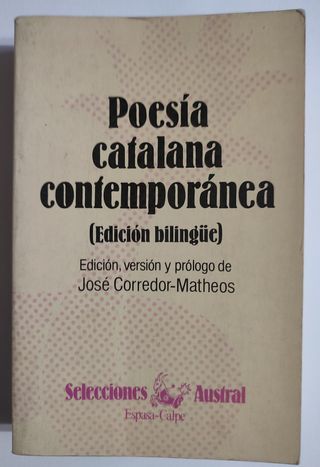 Poesía
catalana
contemporánea
(Edición bilingüe)
Edición, versión y prólogo de
José Corredor-Matheos
Selecciones Austral
Espasa-Calpe